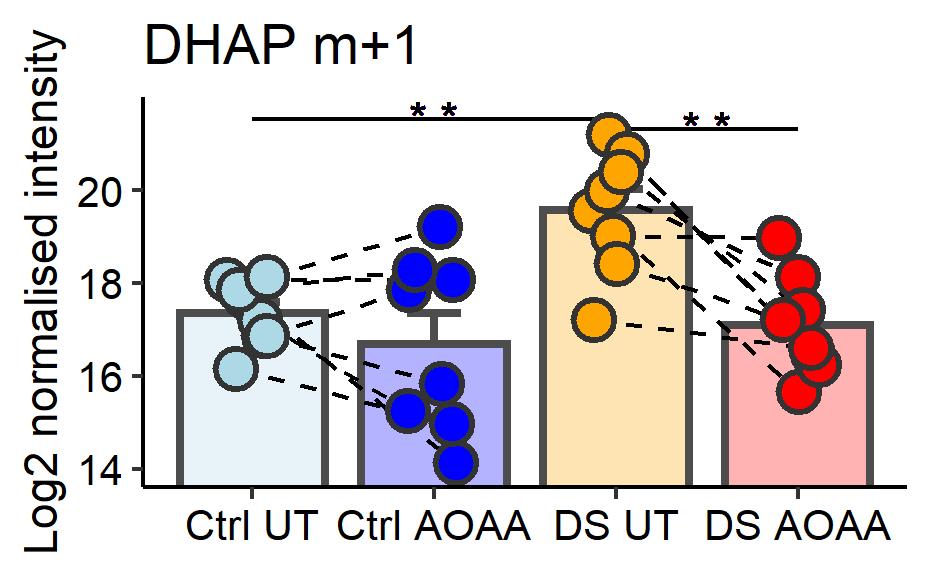 DHAP m+1
Log2 normalised intensity
* *
* *
20
18
16
14
Ctrl UT
Ctrl AOAA
DS UT
DS AOAA